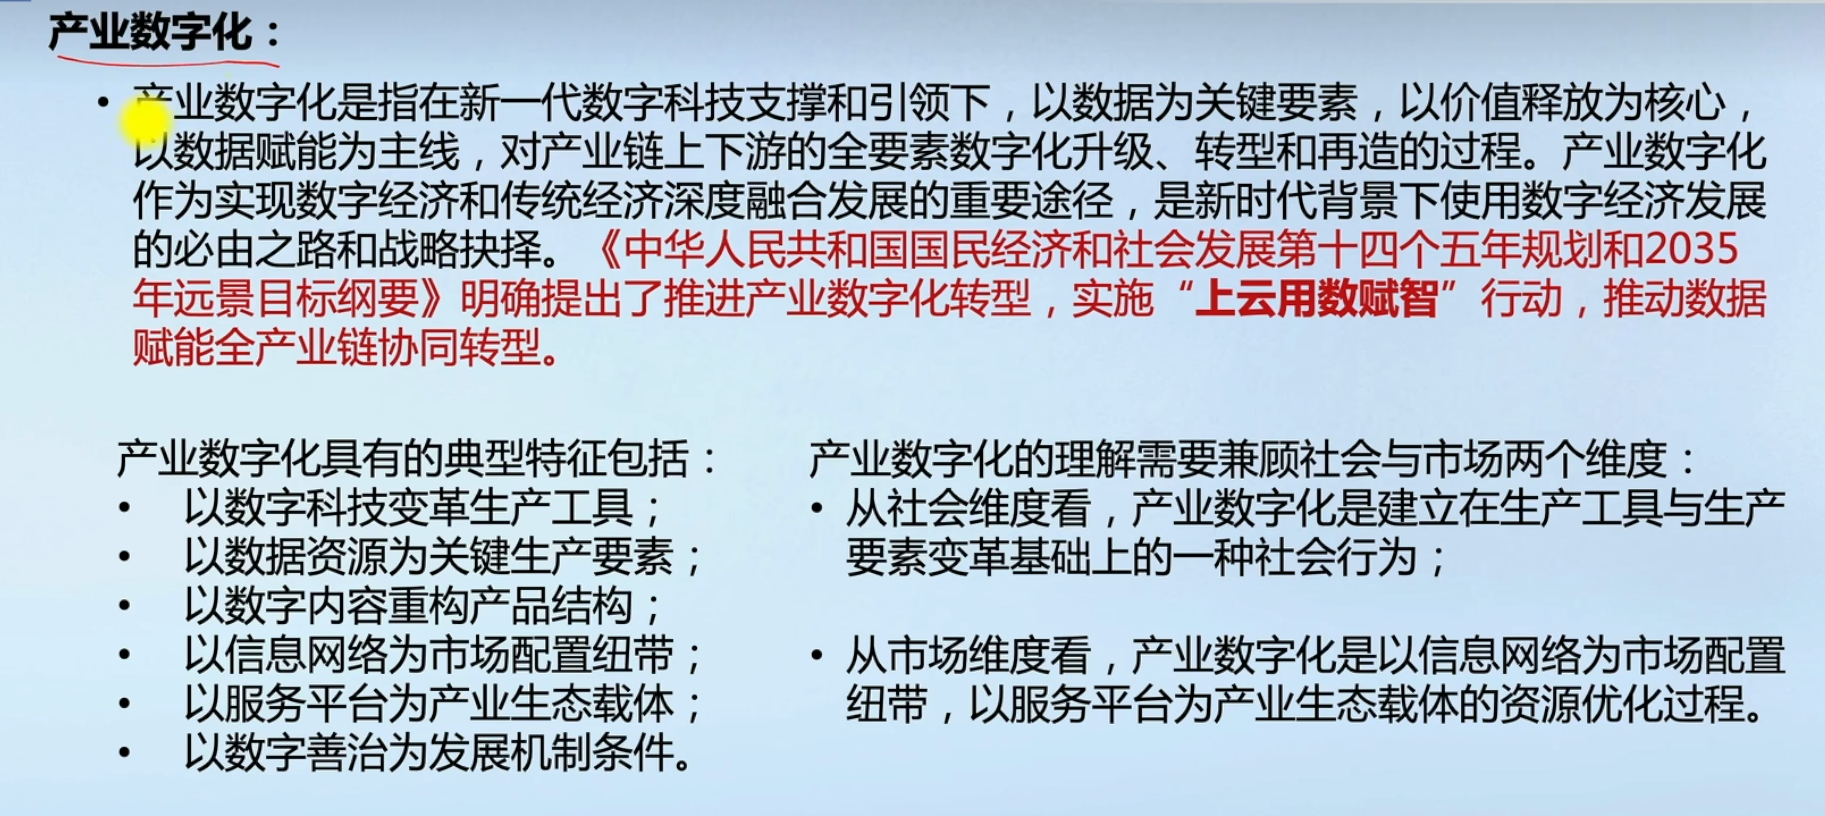 产业数字化：
• 产业数字化是指在新一代数字科技支撑和引领下，以数据为关键要素，以价值释放为核心，
以数据赋能为主线，对产业链上下游的全要素数字化升级、转型和再造的过程。产业数字化
作为实现数字经济和传统经济深度融合发展的重要途径，是新时代背景下使用数字经济发展
的必由之路和战略抉择。《中华人民共和国国民经济和社会发展第十四个五年规划和2035
年远景目标纲要》明确提出了推进产业数字化转型，实施“上云用数赋智”行动，推动数据
赋能全产业链协同转型。
产业数字化具有的典型特征包括：
• 以数字科技变革生产工具；
• 以数据资源为关键生产要素；
• 以数字内容重构产品结构；
• 以信息网络为市场配置纽带；
• 以服务平台为产业生态载体；
• 以数字善治为发展机制条件。
产业数字化的理解需要兼顾社会与市场两个维度：
• 从社会维度看，产业数字化是建立在生产工具与生产
要素变革基础上的一种社会行为；
• 从市场维度看，产业数字化是以信息网络为市场配置
纽带，以服务平台为产业生态载体的资源优化过程。